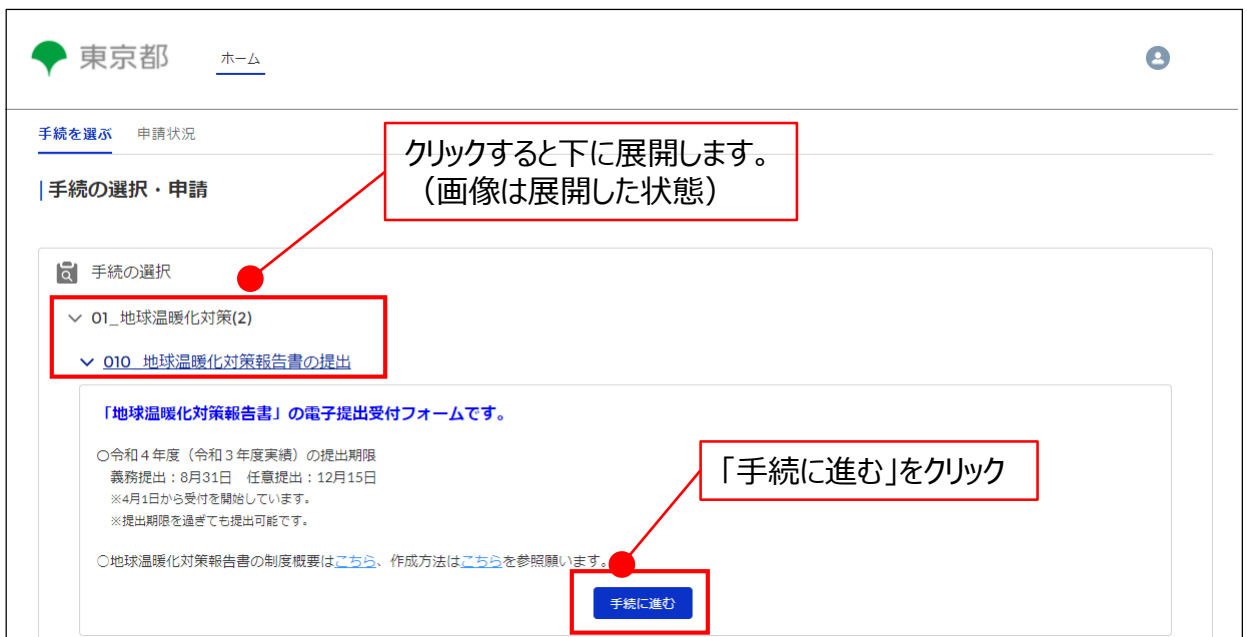 東京都
ホーム
手続を選ぶ 申請状況
クリックすると下に展開します。
（画像は展開した状態）
手続の選択・申請
手続の選択
01_地球温暖化対策(2)
010_地球温暖化対策報告書の提出
「地球温暖化対策報告書」の電子提出受付フォームです。
○令和４年度（令和３年度実績）の提出期限
義務提出：8月31日 任意提出：12月15日
※4月1日から受付を開始しています。
※提出期限を過ぎても提出可能です。
「手続に進む」をクリック
○地球温暖化対策報告書の制度概要はこちら、作成方法はこちらを参照願います。
手続に進む